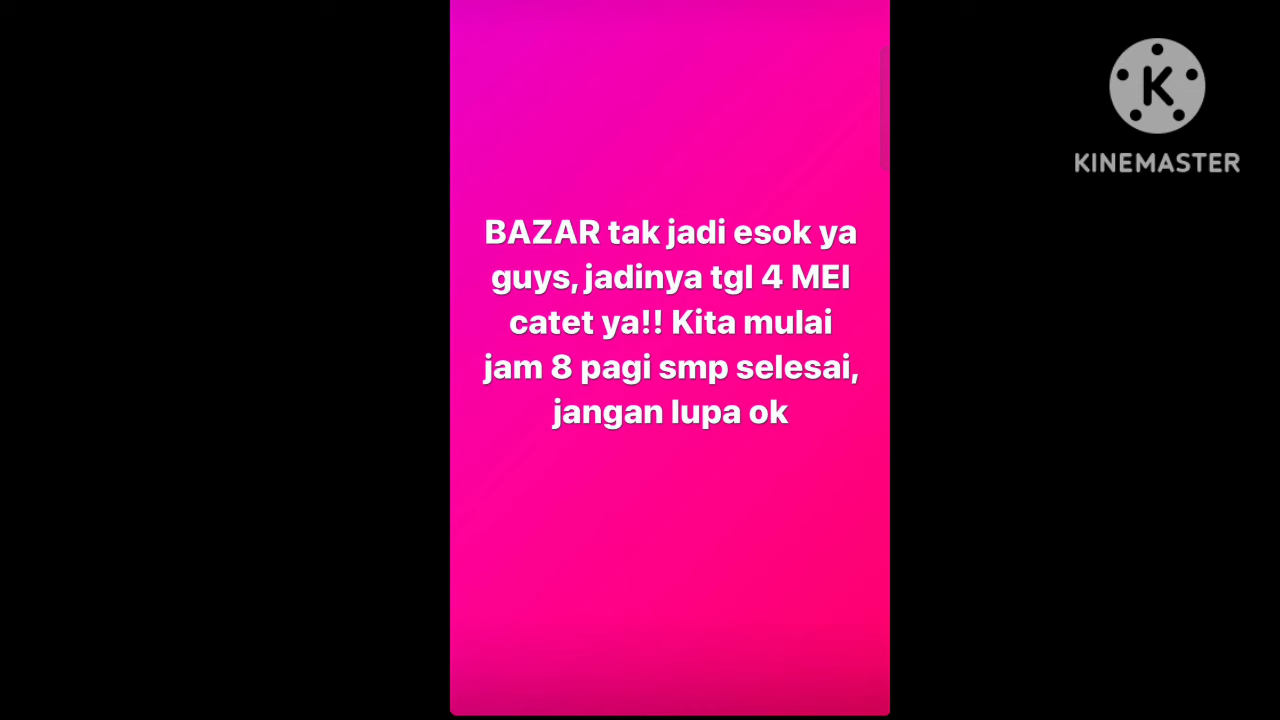 BAZAR tak jadi esok ya
guys, jadinya tgl 4 MEI
catet ya!! Kita mulai
jam 8 pagi smp selesai,
jangan lupa ok
K
KINEMASTER